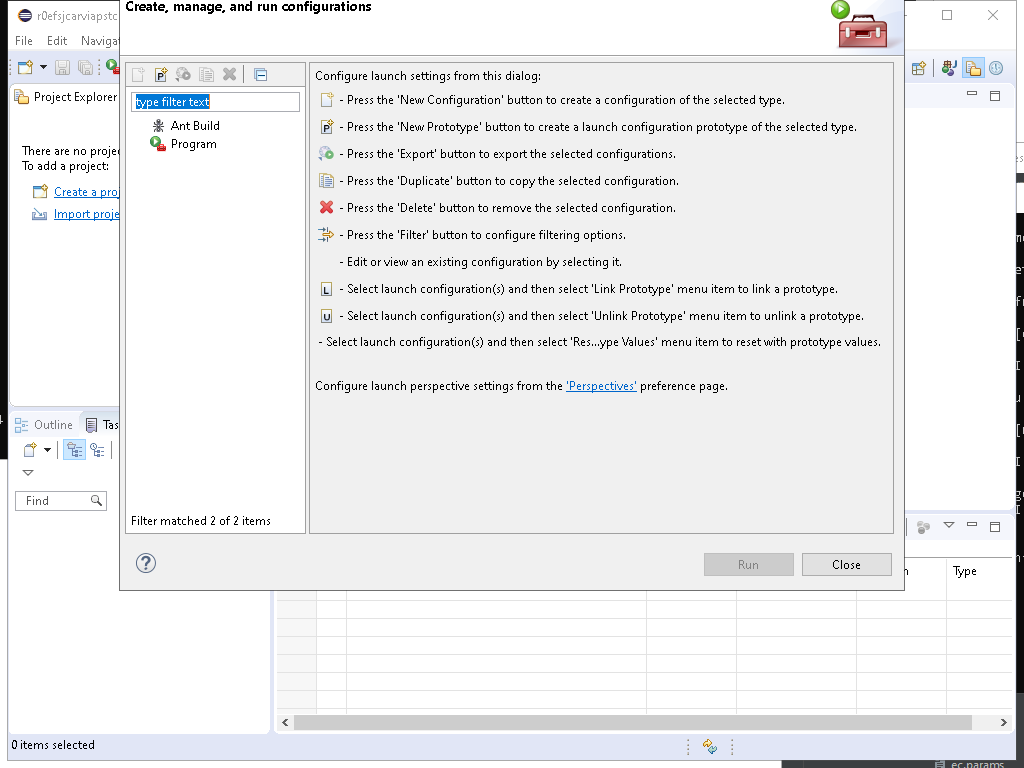 Create, manage, and run configurations
r0efsjcarviapstc
File Edit Naviga
Project Explorer
There are no proje
To add a project:
Create a proj
Import proje
type filter text
Ant Build
Program
Filter matched 2 of 2 items
Configure launch settings from this dialog:
- Press the 'New Configuration' button to create a configuration of the selected type.
- Press the 'New Prototype' button to create a launch configuration prototype of the selected type.
- Press the 'Export' button to export the selected configurations.
- Press the 'Duplicate' button to copy the selected configuration.
- Press the 'Delete' button to remove the selected configuration.
- Press the 'Filter' button to configure filtering options.
- Edit or view an existing configuration by selecting it.
L - Select launch configuration(s) and then select 'Link Prototype' menu item to link a prototype.
U - Select launch configuration(s) and then select 'Unlink Prototype' menu item to unlink a prototype.
- Select launch configuration(s) and then select 'Res...ype Values' menu item to reset with prototype values.
Configure launch perspective settings from the 'Perspectives' preference page.
Outline Tas
Find
Run Close
Type
0 items selected
ec.params